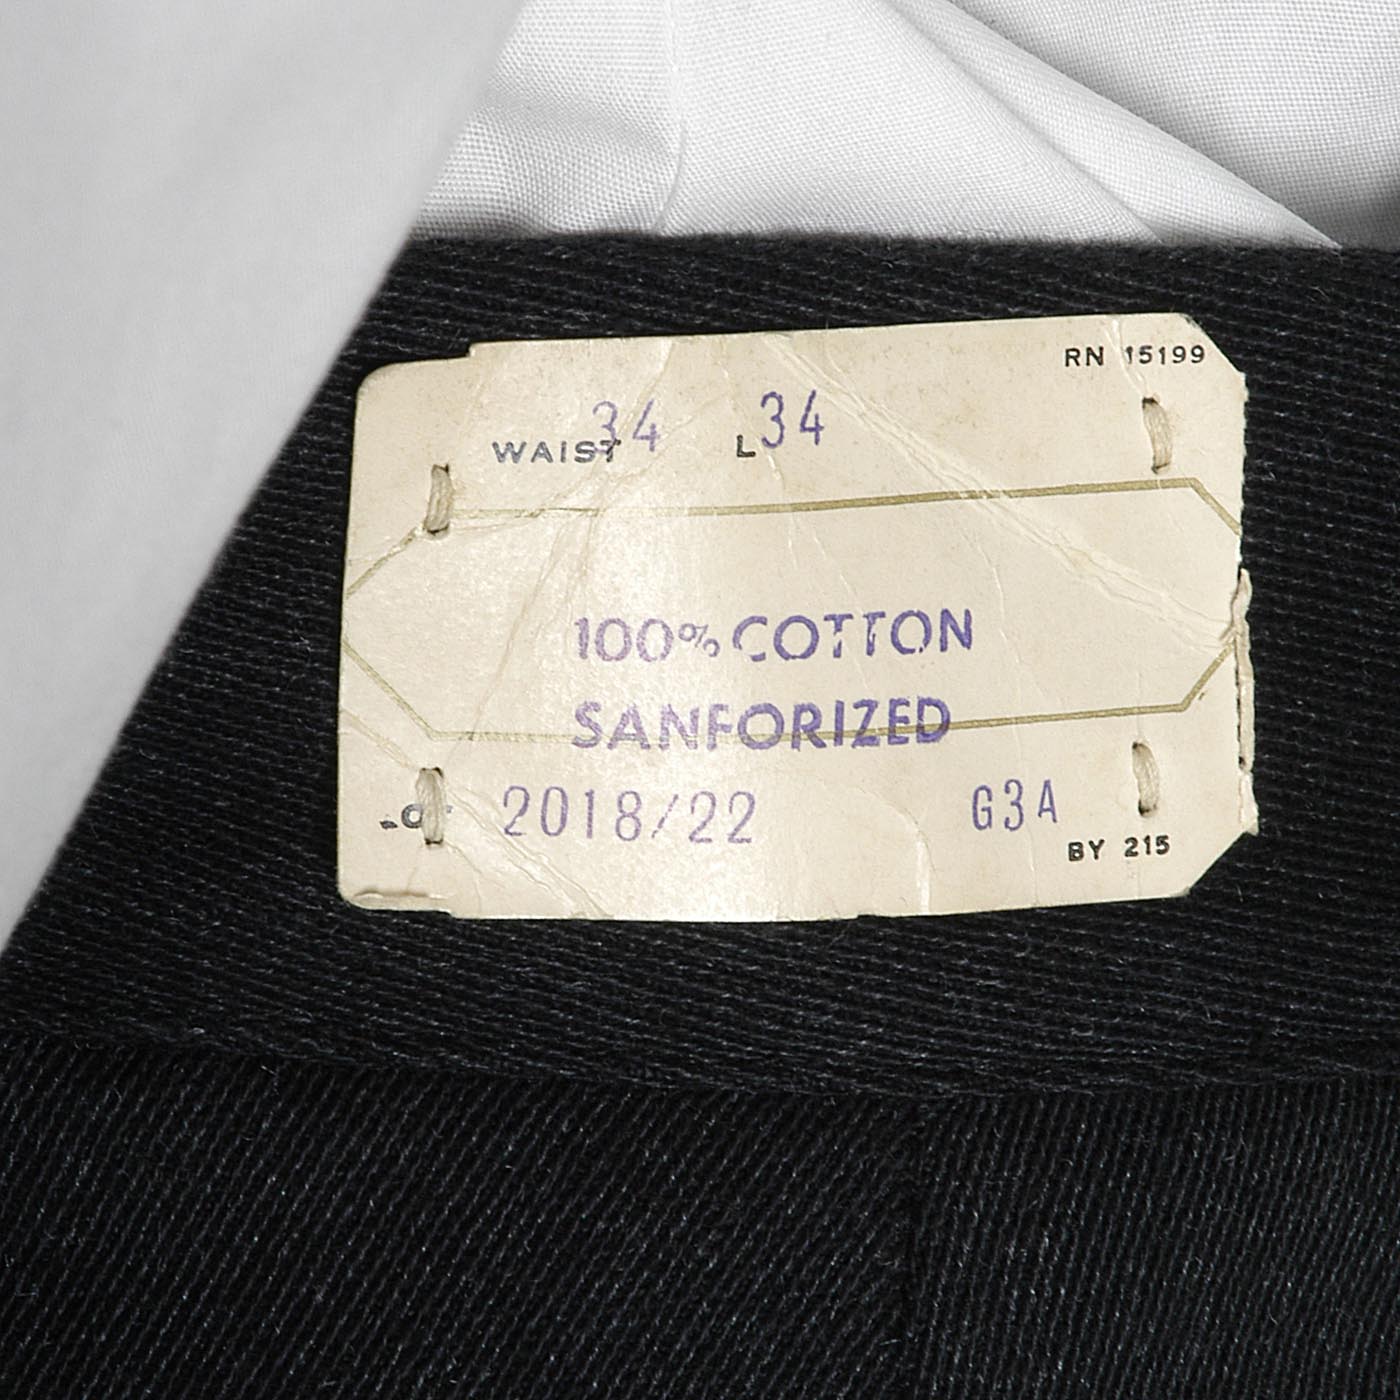 RN 15199
WAIST 34 L 34
100% COTTON
SANFORIZED
2018/22 G3A
BY 215